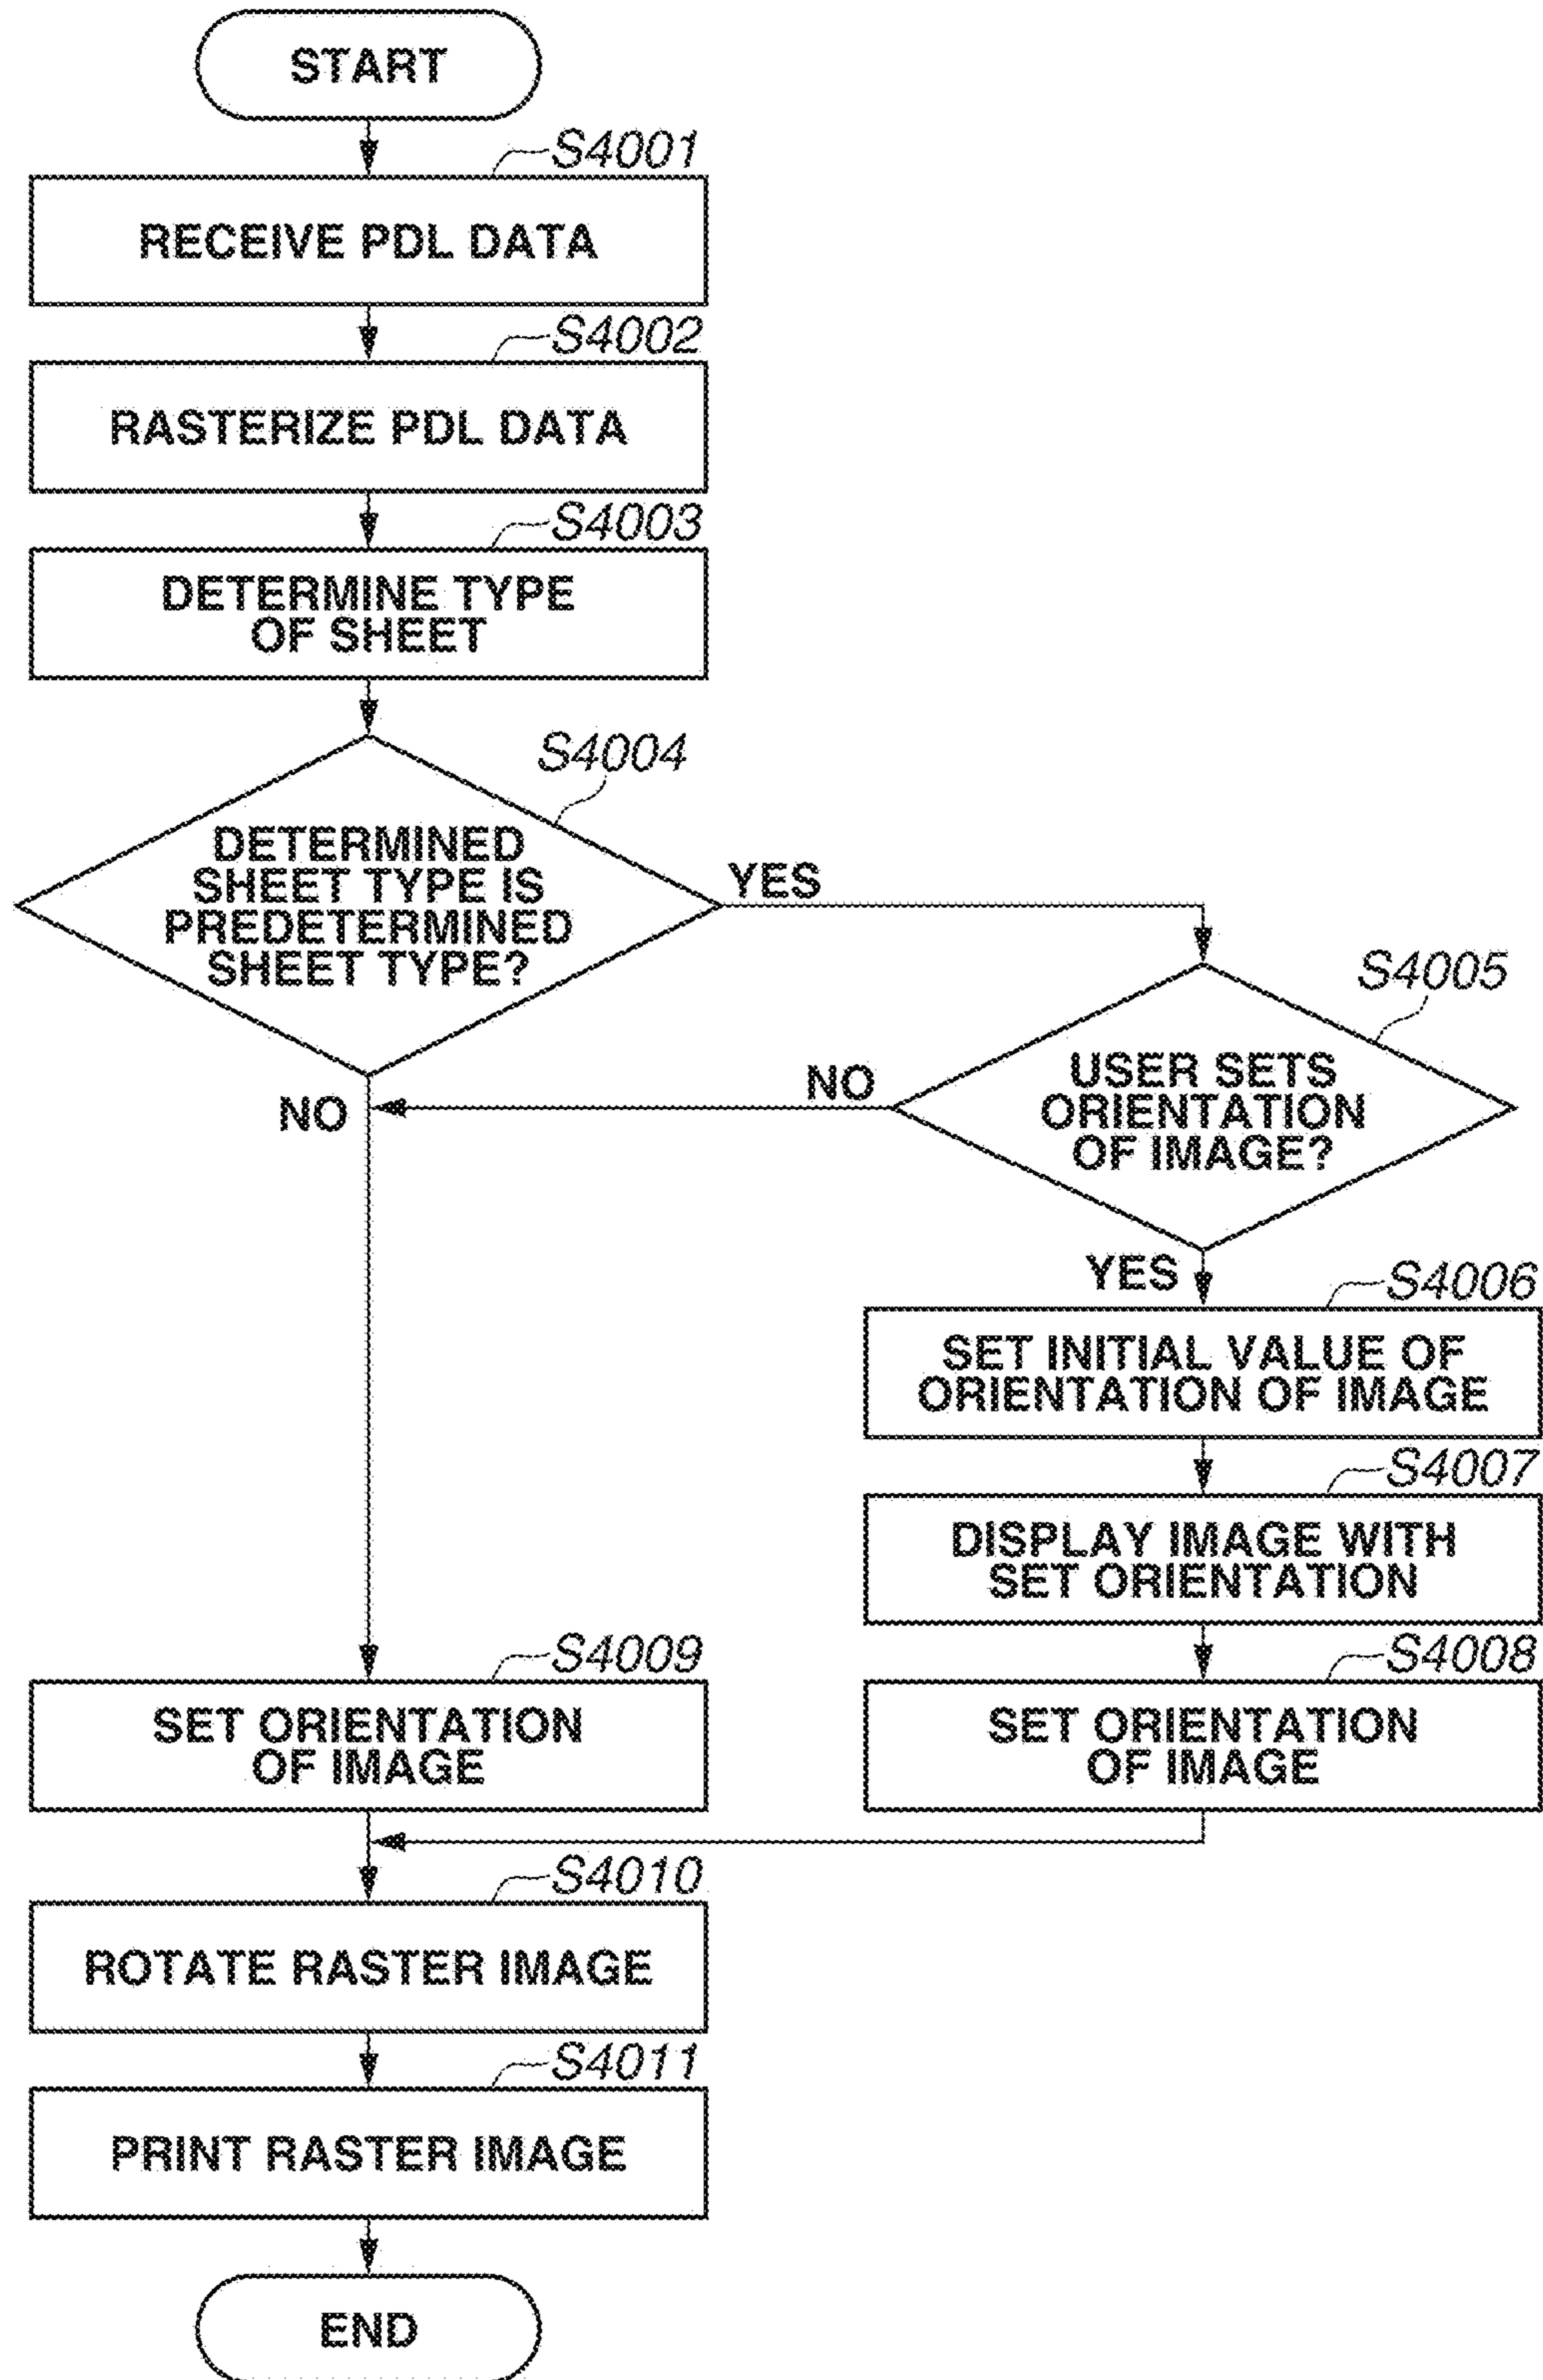 START
S4001
RECEIVE PDL DATA
S4002
RASTERIZE PDL DATA
S4003
DETERMINE TYPE
OF SHEET
S4004
DETERMINED
SHEET TYPE IS
PREDETERMINED
SHEET TYPE?
YES
NO
S4005
USER SETS
ORIENTATION
OF IMAGE?
NO
YES
S4006
SET INITIAL VALUE OF
ORIENTATION OF IMAGE
S4007
DISPLAY IMAGE WITH
SET ORIENTATION
S4008
SET ORIENTATION
OF IMAGE
S4009
SET ORIENTATION
OF IMAGE
S4010
ROTATE RASTER IMAGE
S4011
PRINT RASTER IMAGE
END